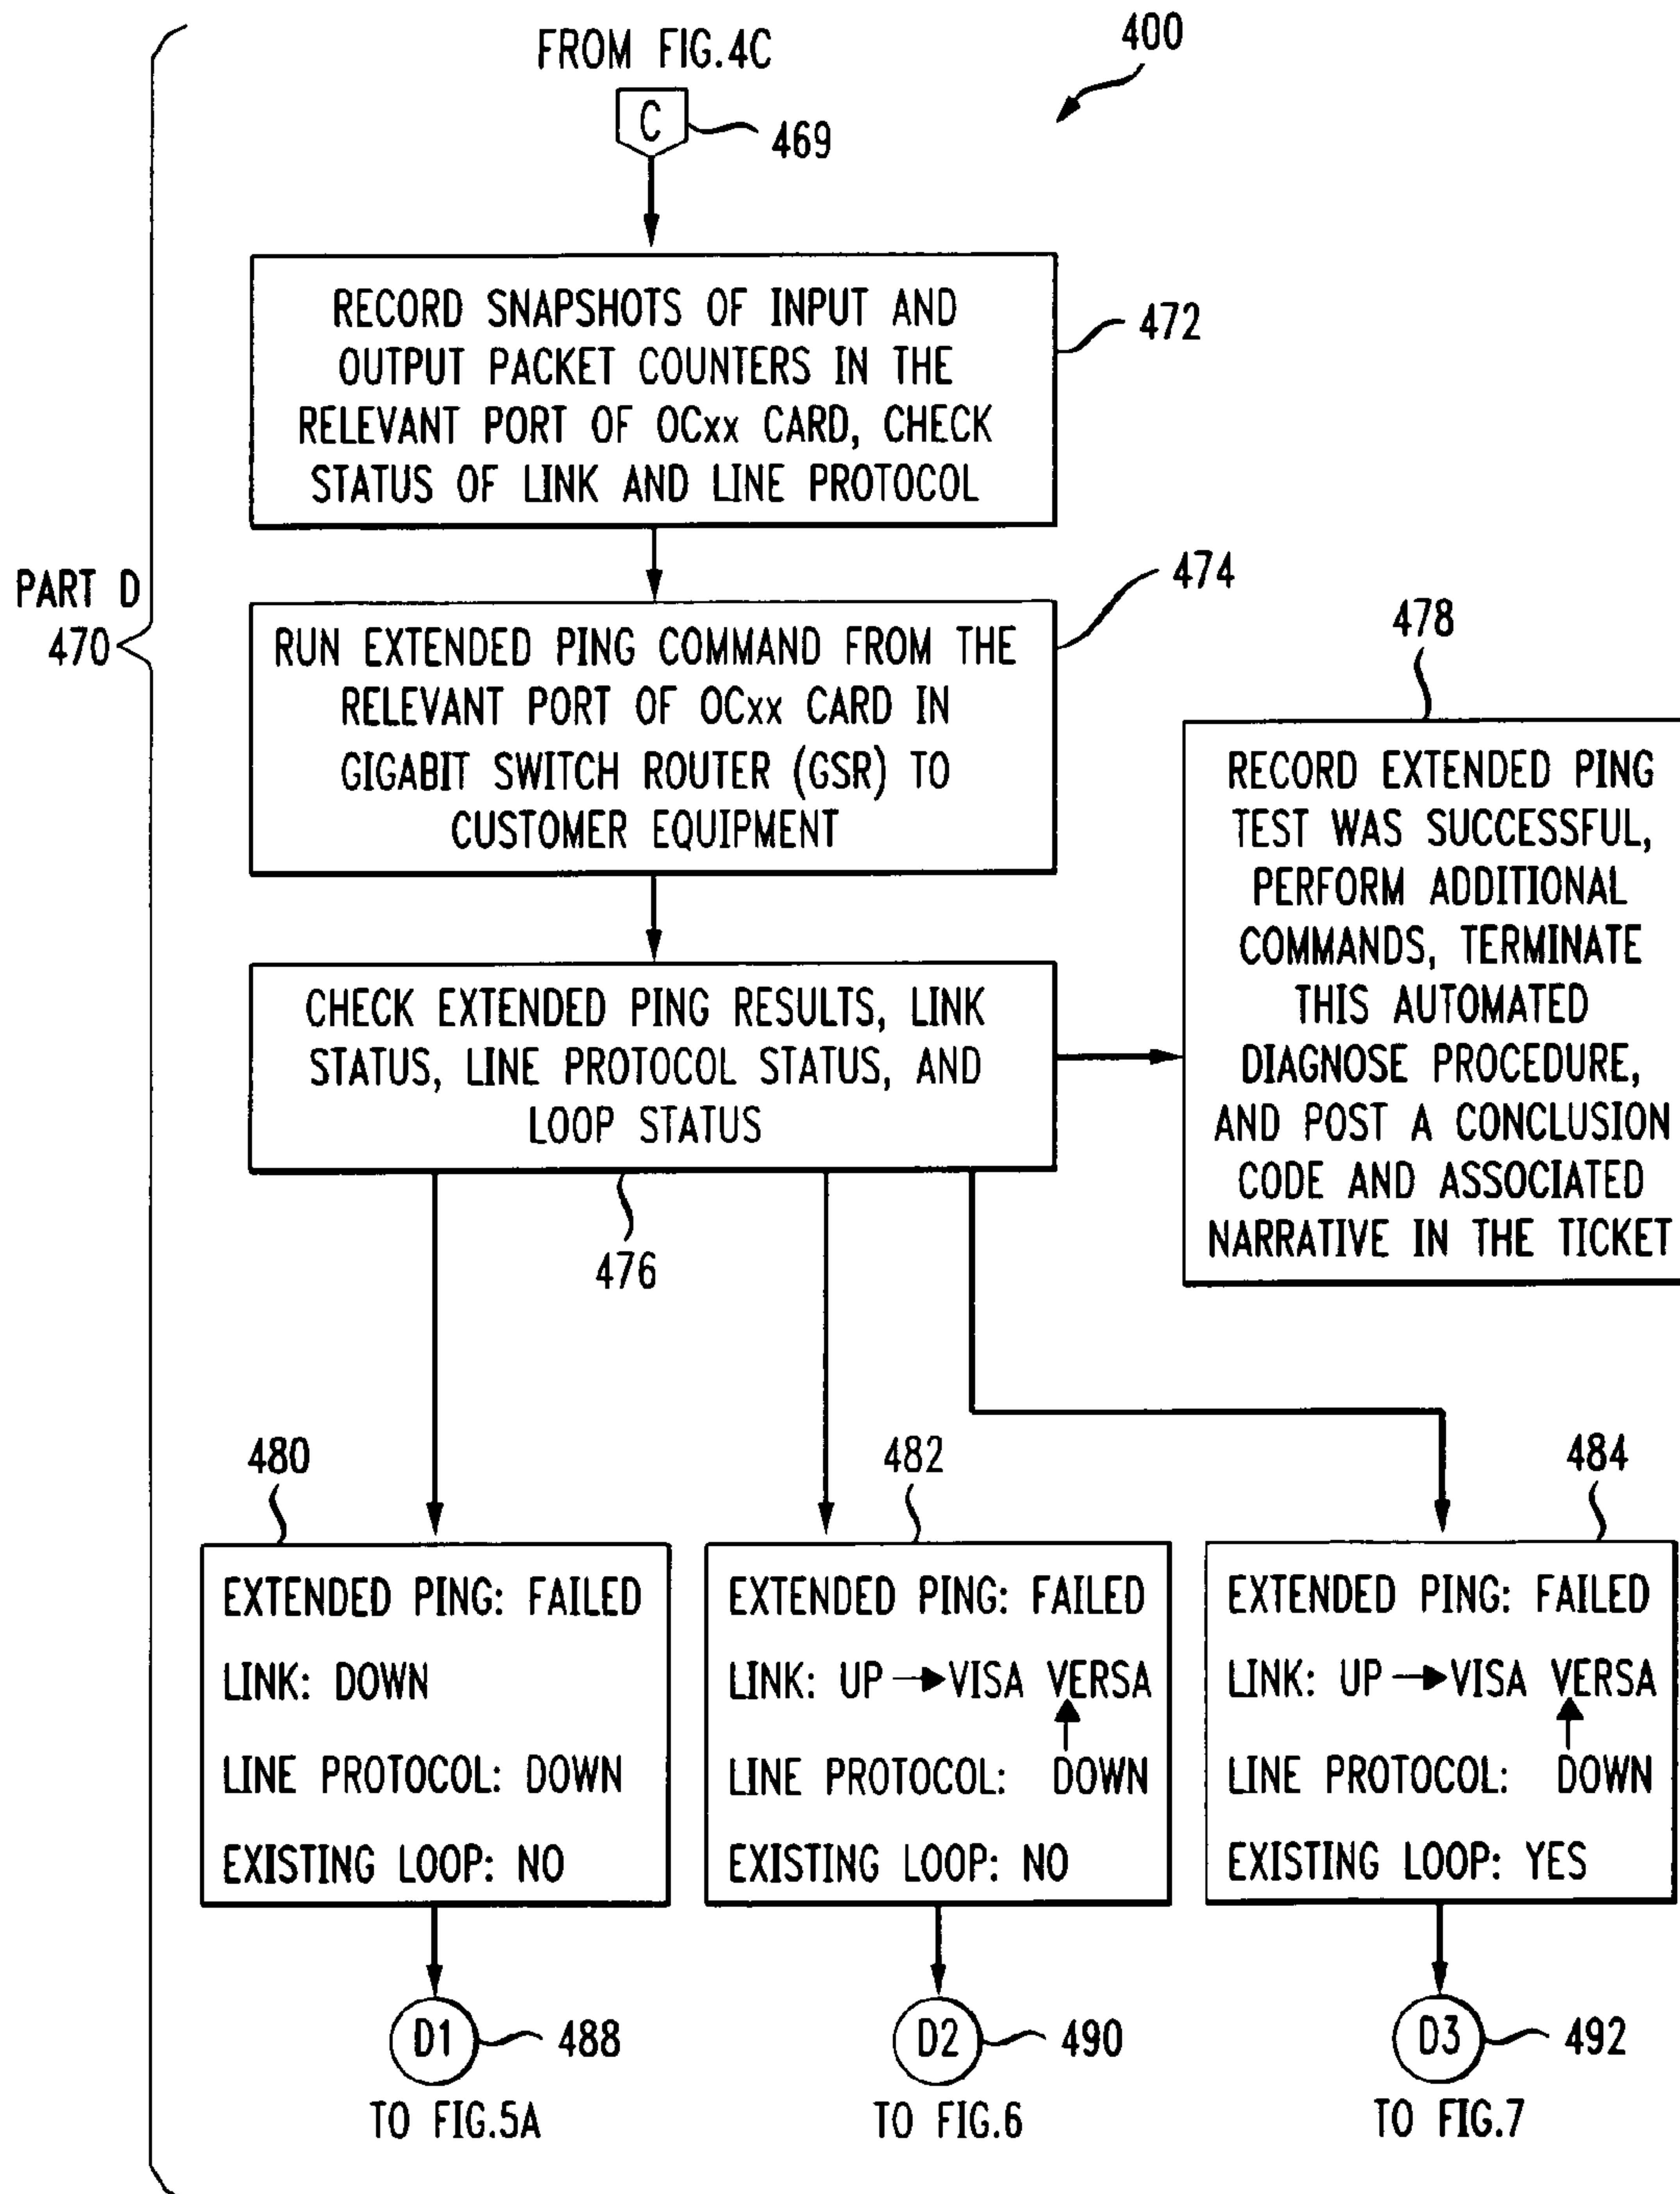 FROM FIG.4C
400
C
469
RECORD SNAPSHOTS OF INPUT AND
OUTPUT PACKET COUNTERS IN THE
RELEVANT PORT OF OCxx CARD, CHECK
STATUS OF LINK AND LINE PROTOCOL
472
PART D
470
RUN EXTENDED PING COMMAND FROM THE
RELEVANT PORT OF OCxx CARD IN
GIGABIT SWITCH ROUTER (GSR) TO
CUSTOMER EQUIPMENT
474
CHECK EXTENDED PING RESULTS, LINK
STATUS, LINE PROTOCOL STATUS, AND
LOOP STATUS
476
478
RECORD EXTENDED PING
TEST WAS SUCCESSFUL,
PERFORM ADDITIONAL
COMMANDS, TERMINATE
THIS AUTOMATED
DIAGNOSE PROCEDURE,
AND POST A CONCLUSION
CODE AND ASSOCIATED
NARRATIVE IN THE TICKET
480
EXTENDED PING: FAILED
LINK: DOWN
LINE PROTOCOL: DOWN
EXISTING LOOP: NO
D1
488
TO FIG.5A
482
EXTENDED PING: FAILED
LINK: UP → VISA VERSA
LINE PROTOCOL: DOWN
EXISTING LOOP: NO
D2
490
TO FIG.6
484
EXTENDED PING: FAILED
LINK: UP → VISA VERSA
LINE PROTOCOL: DOWN
EXISTING LOOP: YES
D3
492
TO FIG.7